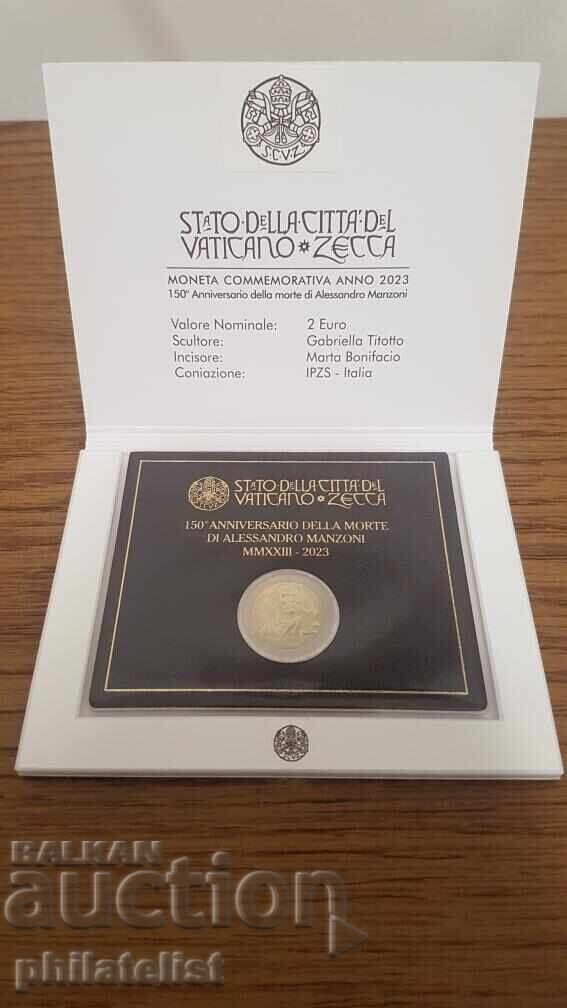 S.C.V.Z.
STATO·DELLA·CITTÀ·DEL
VATICANO * ZECCA
MONETA COMMEMORATIVA ANNO 2023
150° Anniversario della morte di Alessandro Manzoni
Valore Nominale: 2 Euro
Scultore: Gabriella Titotto
Incisore: Marta Bonifacio
Coniazione: IPZS - Italia
STATO·DELLA·CITTÀ·DEL
VATICANO * ZECCA
150° ANNIVERSARIO DELLA MORTE
DI ALESSANDRO MANZONI
MMXXIII - 2023
BALKAN
auction
philatelist